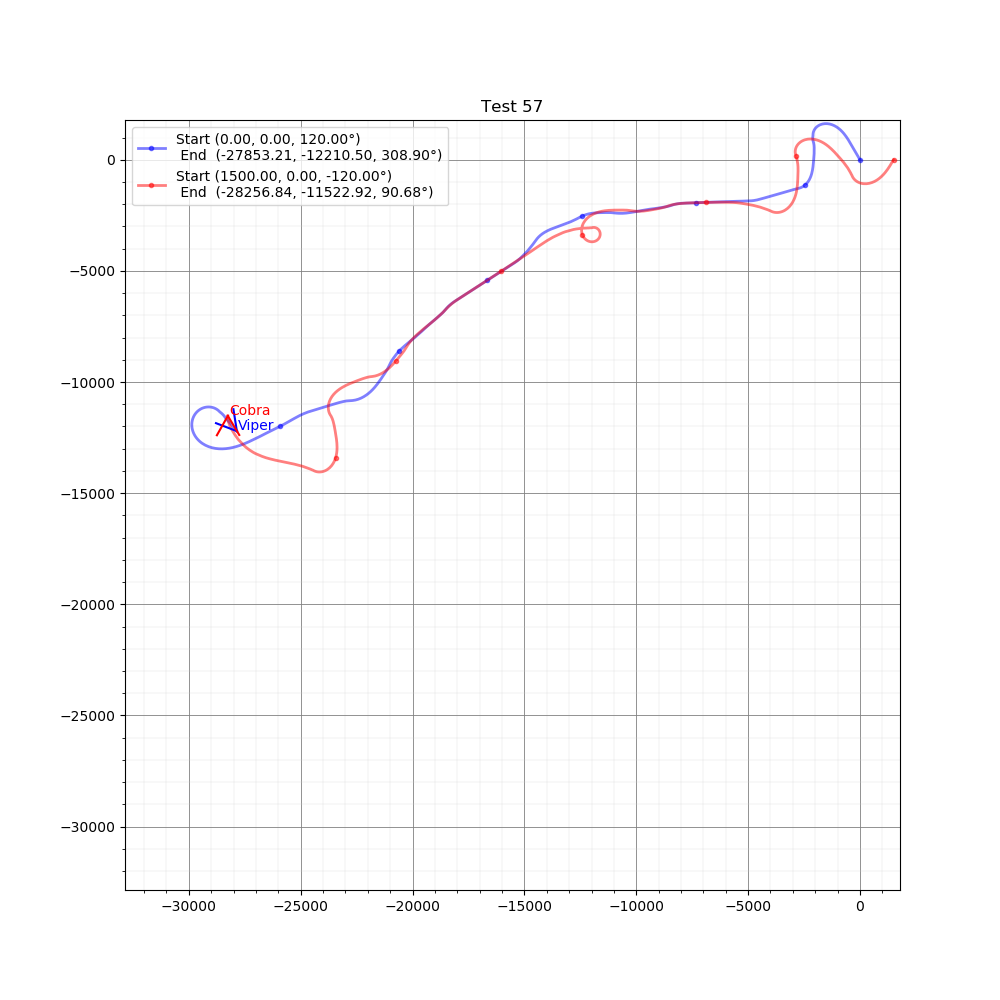 Test 57
Start (0.00, 0.00, 120.00°)
End (-27853.21, -12210.50, 308.90°)
Start (1500.00, 0.00, -120.00°)
End (-28256.84, -11522.92, 90.68°)
0
−5000
−10000
−15000
−20000
−25000
−30000
Cobra
Viper
−30000 −25000 −20000 −15000 −10000 −5000 0